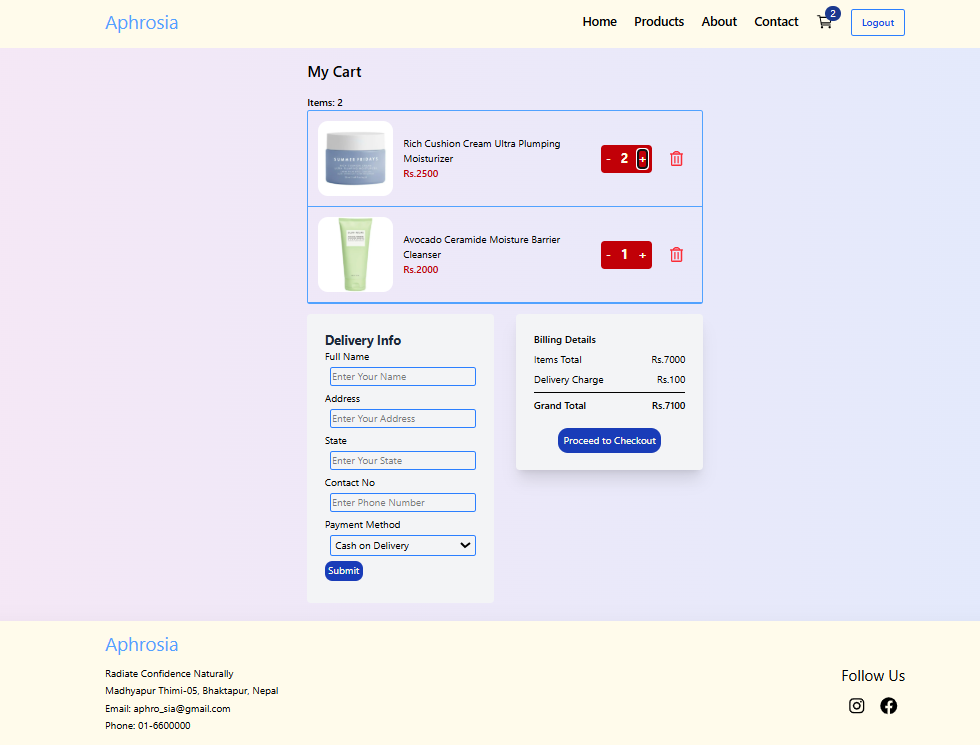 Aphrosia
Home Products About Contact 2 Logout
My Cart
Items: 2
SUMMER FRIDAYS
Rich Cushion Cream Ultra Plumping
Moisturizer
Rs.2500
- 2 +
Avocado Ceramide Moisture Barrier
Cleanser
Rs.2000
- 1 +
Delivery Info
Full Name
Enter Your Name
Address
Enter Your Address
State
Enter Your State
Contact No
Enter Phone Number
Payment Method
Cash on Delivery
Submit
Billing Details
Items Total Rs.7000
Delivery Charge Rs.100
Grand Total Rs.7100
Proceed to Checkout
Aphrosia
Radiate Confidence Naturally
Madhyapur Thimi-05, Bhaktapur, Nepal
Email: aphro_sia@gmail.com
Phone: 01-6600000
Follow Us